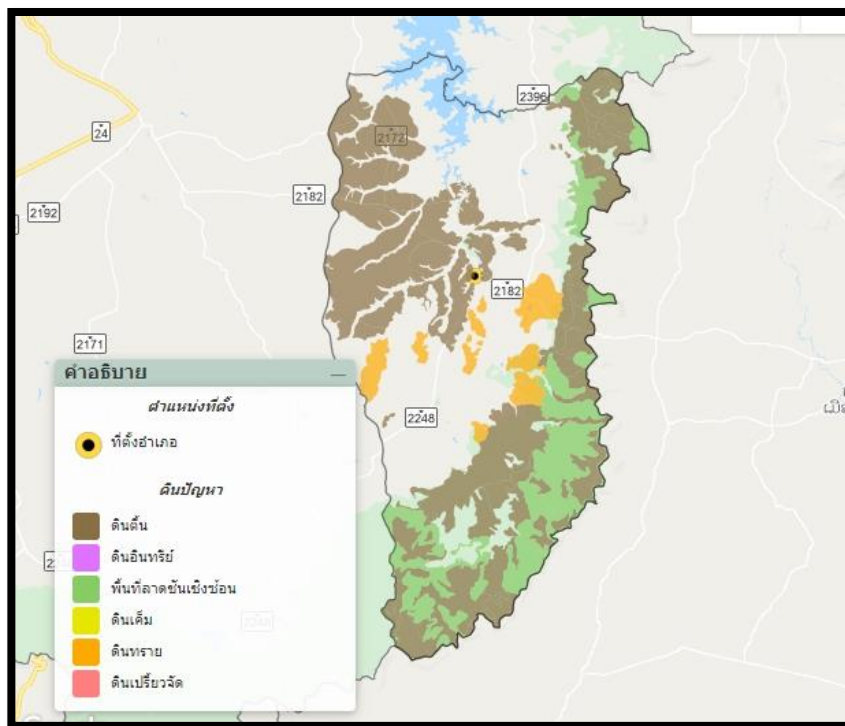 2396
24
2172
2182
2192
2182
2171
2248
คำอธิบาย
ตำแหน่งที่ตั้ง
ที่ตั้งอำเภอ
ดินปัญหา
ดินตื้น
ดินอินทรีย์
พื้นที่ลาดชันเชิงซ้อน
ดินเค็ม
ดินทราย
ดินเปรี้ยวจัด